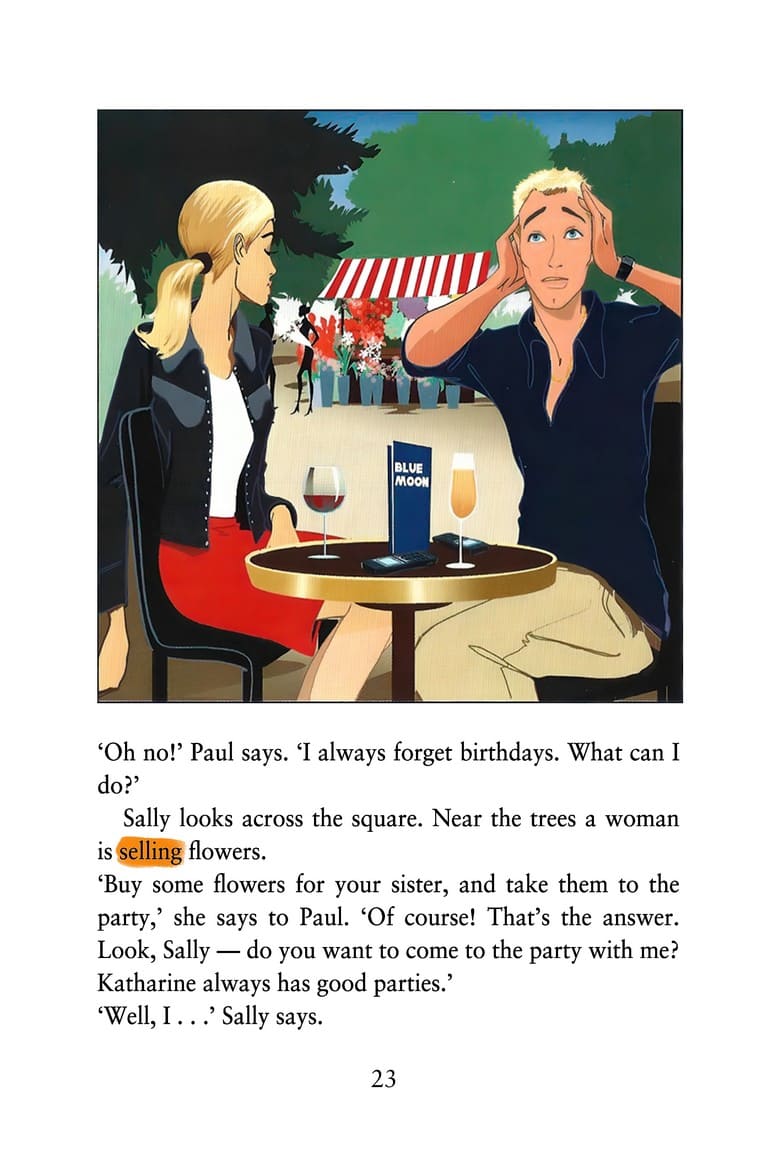 BLUE
MOON
‘Oh no!’ Paul says. ‘I always forget birthdays. What can I
do?’
Sally looks across the square. Near the trees a woman
is selling flowers.
‘Buy some flowers for your sister, and take them to the
party,’ she says to Paul. ‘Of course! That’s the answer.
Look, Sally — do you want to come to the party with me?
Katharine always has good parties.’
‘Well, I . . .’ Sally says.
23